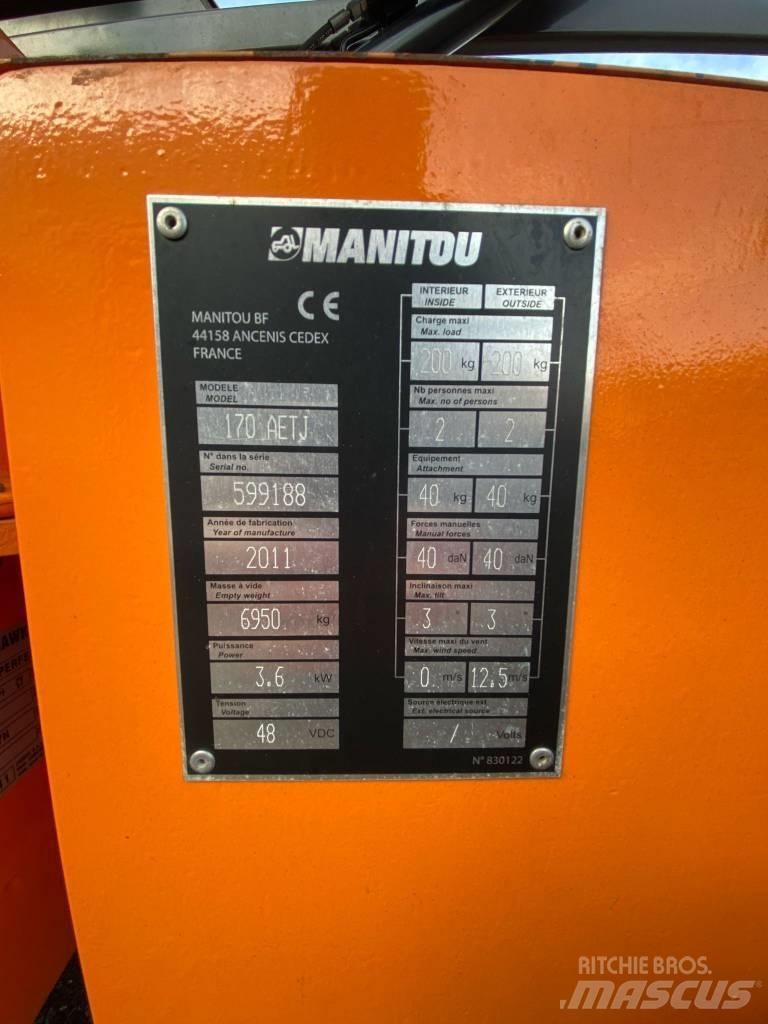 MANITOU
CE
MANITOU BF
44158 ANCENIS CEDEX
FRANCE
MODELE
MODEL
170 AETJ
N° dans la série
Serial no.
599188
Année de fabrication
Year of manufacture
2011
Masse à vide
Empty weight
6950 kg
Puissance
Power
3.6 kW
Tension
Voltage
48 VDC
INTERIEUR EXTERIEUR
INSIDE OUTSIDE
Charge maxi
Max. load
200 kg 200 kg
Nb personnes maxi
Max. no of persons
2 2
Equipement
Attachment
40 kg 40 kg
Forces manuelles
Manual forces
40 daN 40 daN
Inclinaison maxi
Max. tilt
3 ° 3 °
Vitesse maxi du vent
Max. wind speed
0 m/s 12.5 m/s
Source électrique ext.
Ext. electrical source
/ Volts
N° 830122
RITCHIE BROS.
MASCUS